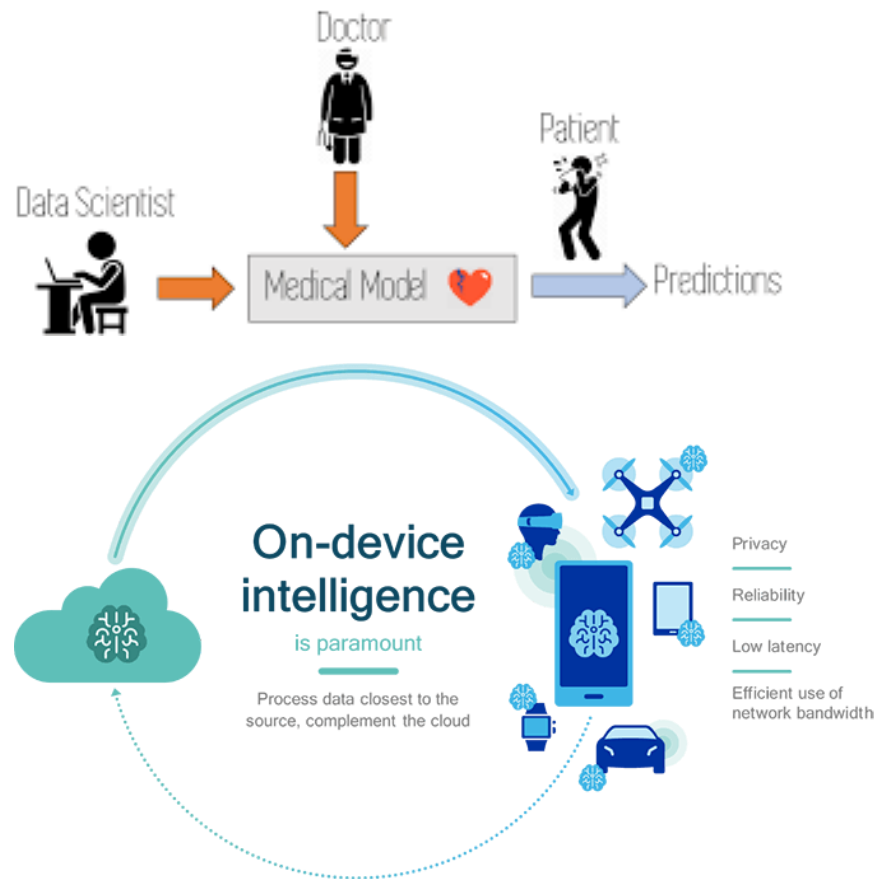 Doctor
Patient
Data Scientist
Medical Model
Predictions
On-device
intelligence
is paramount
Process data closest to the
source, complement the cloud
Privacy
Reliability
Low latency
Efficient use of
network bandwidth